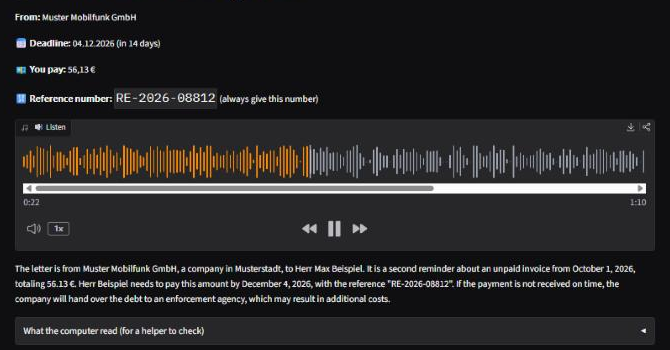 From: Muster Mobilfunk GmbH
Deadline: 04.12.2026 (in 14 days)
You pay: 56,13 €
Reference number: RE-2026-08812 (always give this number)
Listen
0:22
1:10
1x
The letter is from Muster Mobilfunk GmbH, a company in Musterstadt, to Herr Max Beispiel. It is a second reminder about an unpaid invoice from October 1, 2026,
totaling 56.13 €. Herr Beispiel needs to pay this amount by December 4, 2026, with the reference "RE-2026-08812". If the payment is not received on time, the
company will hand over the debt to an enforcement agency, which may result in additional costs.
What the computer read (for a helper to check)